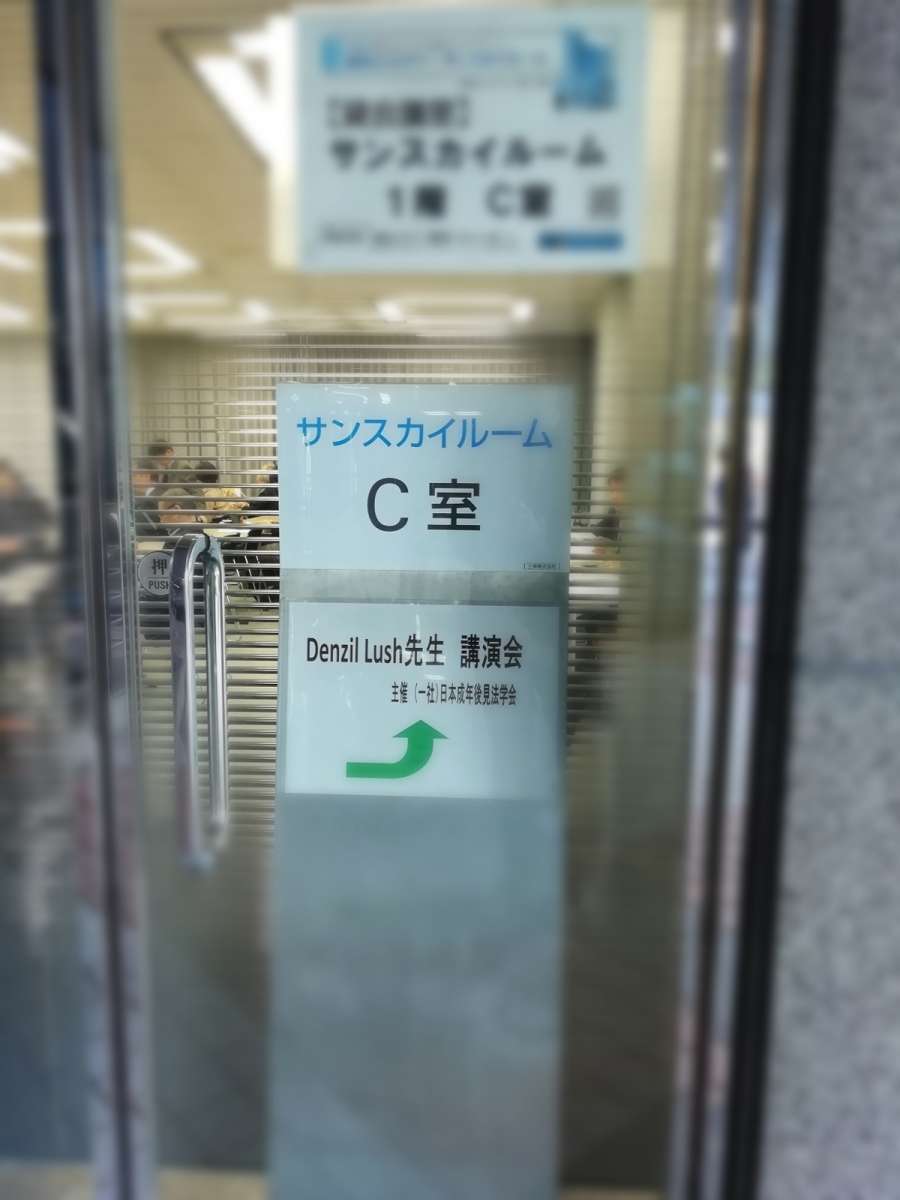 サンスカイルーム
1階 C室
サンスカイルーム
C室
押
PUSH
Denzil Lush先生 講演会
主催（一社）日本成年後見法学会